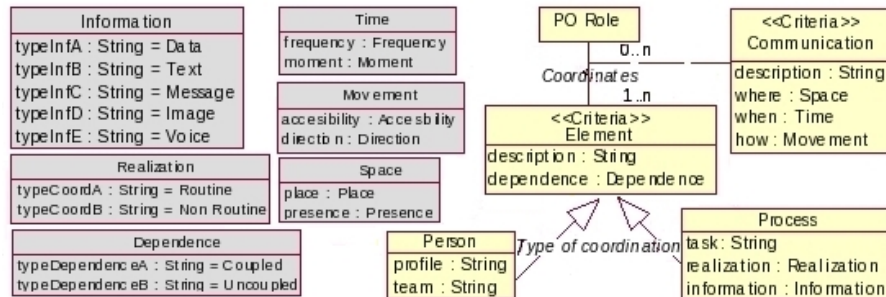 Information
typeInfA : String = Data
typeInfB : String = Text
typeInfC : String = Message
typeInfD : String = Image
typeInfE : String = Voice
Realization
typeCoordA : String = Routine
typeCoordB : String = Non Routine
Dependence
typeDependenceA : String = Coupled
typeDependenceB : String = Uncoupled
Time
frequency : Frequency
moment : Moment
Movement
accesibility : Accesbility
direction : Direction
Space
place : Place
presence : Presence
PO Role
0..n
Coordinates
1..n
<<Criteria>>
Element
description : String
dependence : Dependence
<<Criteria>>
Communication
description : String
where : Space
when : Time
how : Movement
Type of coordination
Person
profile : String
team : String
Process
task: String
realization : Realization
information : Information